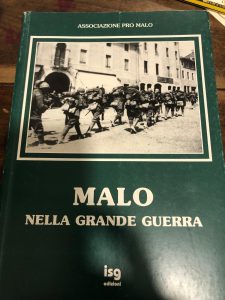 ASSOCIAZIONE PRO MALO
MALO
NELLA GRANDE GUERRA
isg
edizioni